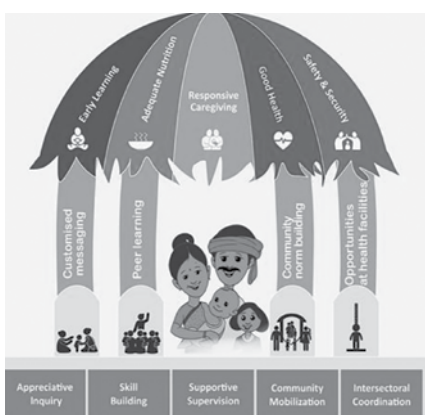 Early Learning
Adequate Nutrition
Responsive
Caregiving
Good Health
Safety & Security
Customised
messaging
Peer learning
Community
norm building
Opportunities
at health facilities
Appreciative
Inquiry
Skill
Building
Supportive
Supervision
Community
Mobilization
Intersectoral
Coordination